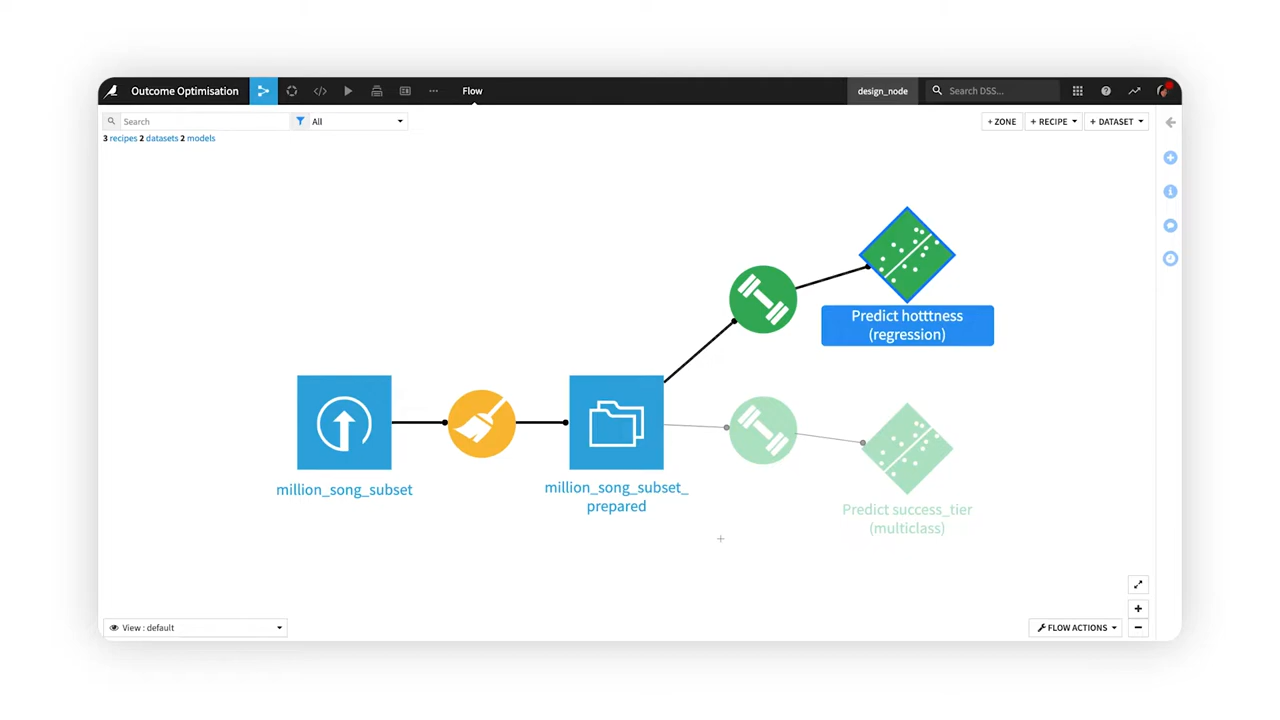 Outcome Optimisation
Flow
design_node
Search DSS...
Search
All
+ ZONE
+ RECIPE
+ DATASET
3 recipes 2 datasets 2 models
Predict hotttness
(regression)
million_song_subset
million_song_subset_
prepared
Predict success_tier
(multiclass)
View : default
FLOW ACTIONS